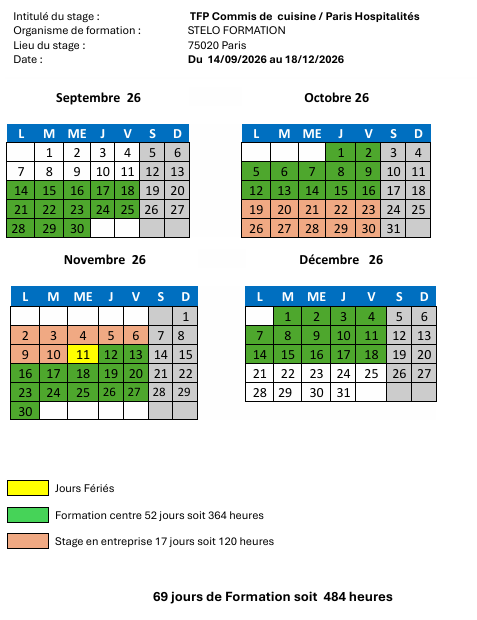 Intitulé du stage : TFP Commis de cuisine / Paris Hospitalités
Organisme de formation : STELO FORMATION
Lieu du stage : 75020 Paris
Date : Du 14/09/2026 au 18/12/2026
Septembre 26
L M ME J V S D
1 2 3 4 5 6
7 8 9 10 11 12 13
14 15 16 17 18 19 20
21 22 23 24 25 26 27
28 29 30
Octobre 26
L M ME J V S D
1 2 3 4
5 6 7 8 9 10 11
12 13 14 15 16 17 18
19 20 21 22 23 24 25
26 27 28 29 30 31
Novembre 26
L M ME J V S D
1
2 3 4 5 6 7 8
9 10 11 12 13 14 15
16 17 18 19 20 21 22
23 24 25 26 27 28 29
30
Décembre 26
L M ME J V S D
1 2 3 4 5 6
7 8 9 10 11 12 13
14 15 16 17 18 19 20
21 22 23 24 25 26 27
28 29 30 31
Jours Fériés
Formation centre 52 jours soit 364 heures
Stage en entreprise 17 jours soit 120 heures
69 jours de Formation soit 484 heures